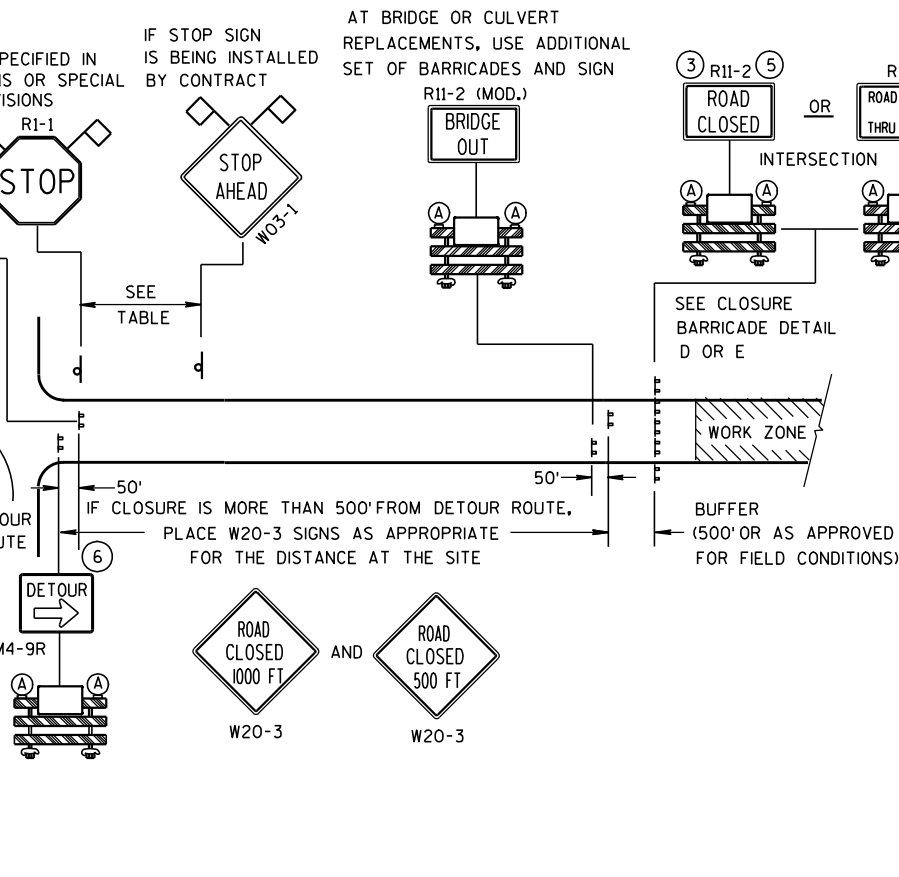 AT BRIDGE OR CULVERT
REPLACEMENTS, USE ADDITIONAL
SET OF BARRICADES AND SIGN
R11-2 (MOD.)
BRIDGE
OUT
IF STOP SIGN
IS BEING INSTALLED
BY CONTRACT
STOP
AHEAD
W03-1
PECIFIED IN
IS OR SPECIAL
ISIONS
R1-1
STOP
3
R11-2
5
ROAD
CLOSED
OR
R
ROAD
THRU
INTERSECTION
A
A
A
A
A
SEE
TABLE
SEE CLOSURE
BARRICADE DETAIL
D OR E
WORK ZONE
50'
50'
IF CLOSURE IS MORE THAN 500' FROM DETOUR ROUTE,
PLACE W20-3 SIGNS AS APPROPRIATE
FOR THE DISTANCE AT THE SITE
BUFFER
(500' OR AS APPROVED
FOR FIELD CONDITIONS)
OUR
UTE
6
DETOUR
M4-9R
A
A
ROAD
CLOSED
1000 FT
W20-3
AND
ROAD
CLOSED
500 FT
W20-3